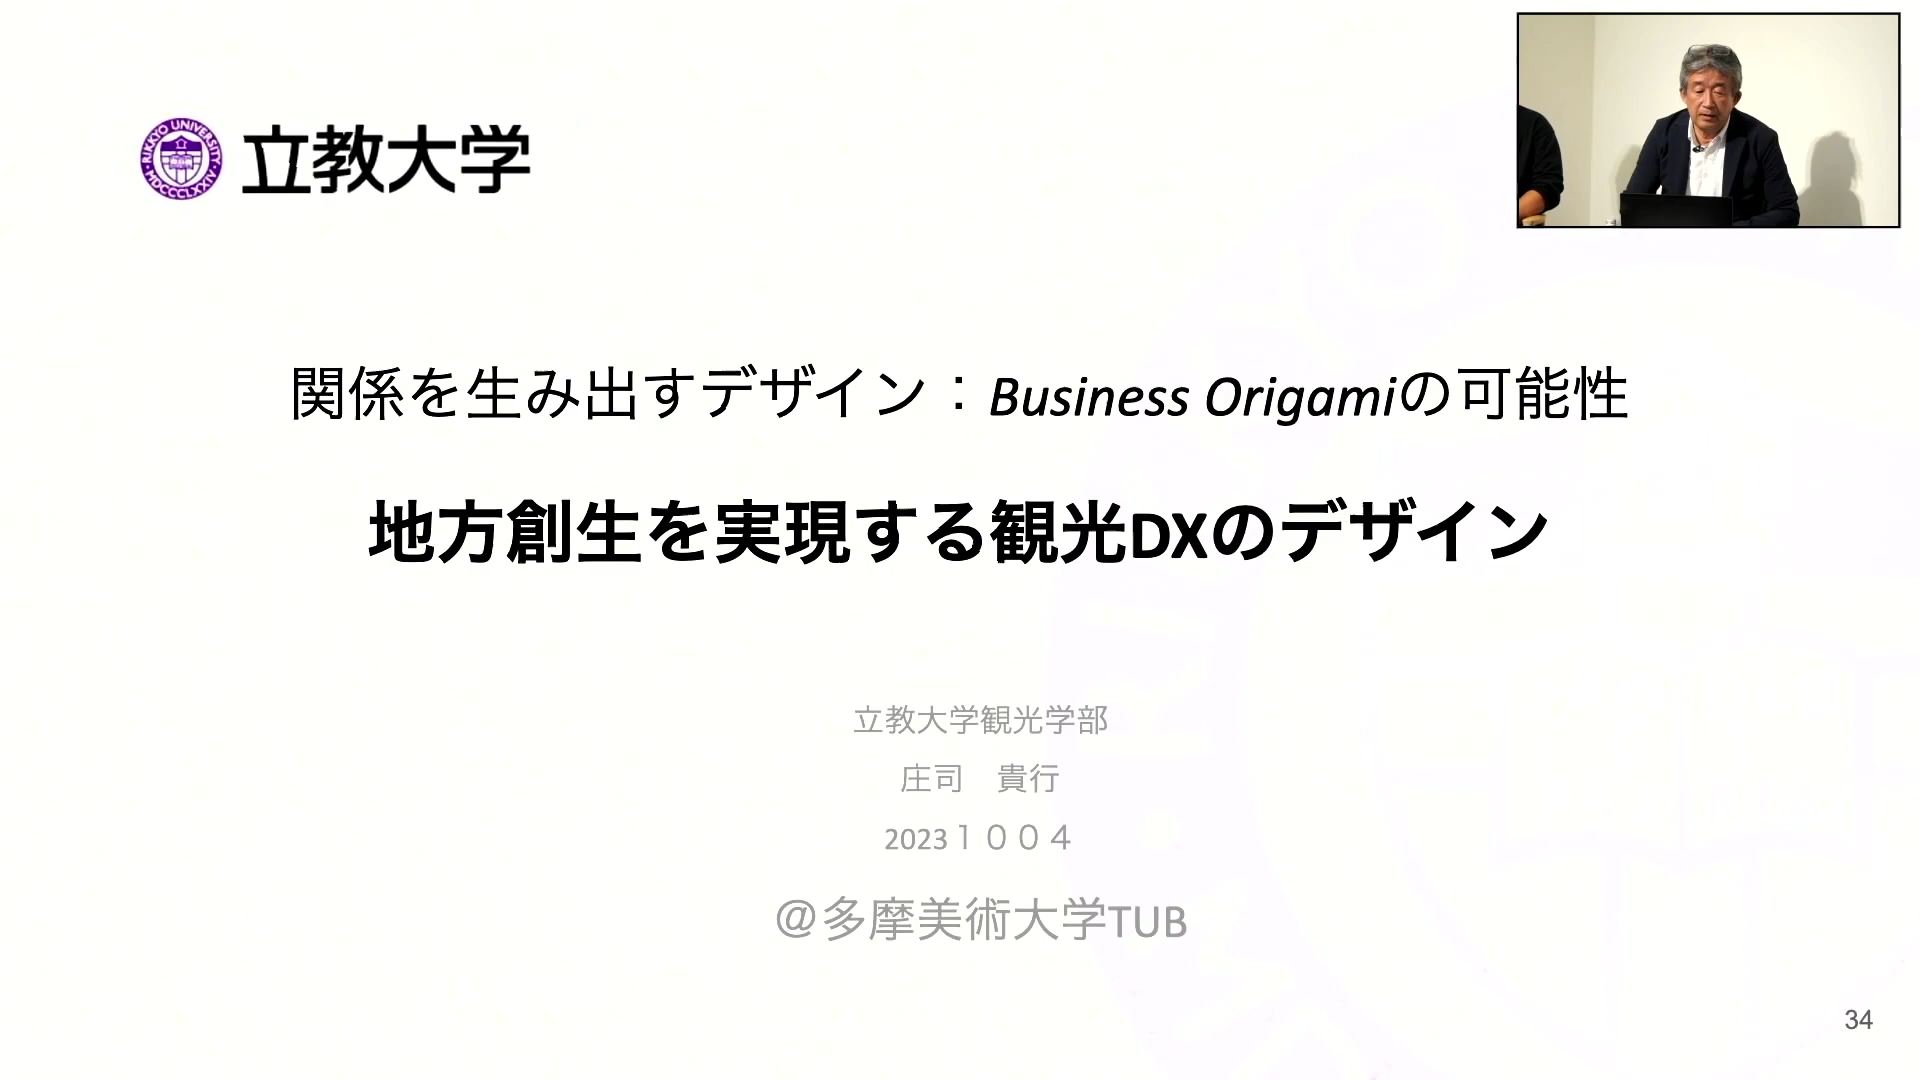 RIKKYO UNIVERSITY
MDCCCLXXIV
立教大学
関係を生み出すデザイン：Business Origamiの可能性
地方創生を実現する観光DXのデザイン
立教大学観光学部
庄司　貴行
2023１００４
＠多摩美術大学TUB
34